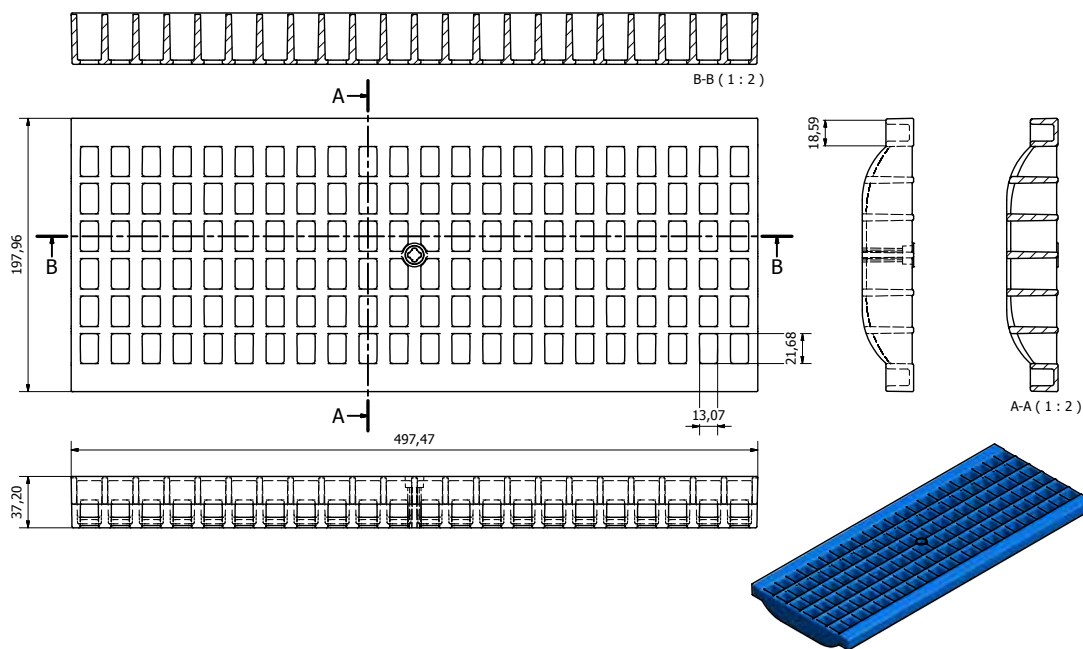 B-B ( 1 : 2 )
A
18,59
197,96
B
B
21,68
A
13,07
A-A ( 1 : 2 )
497,47
37,20